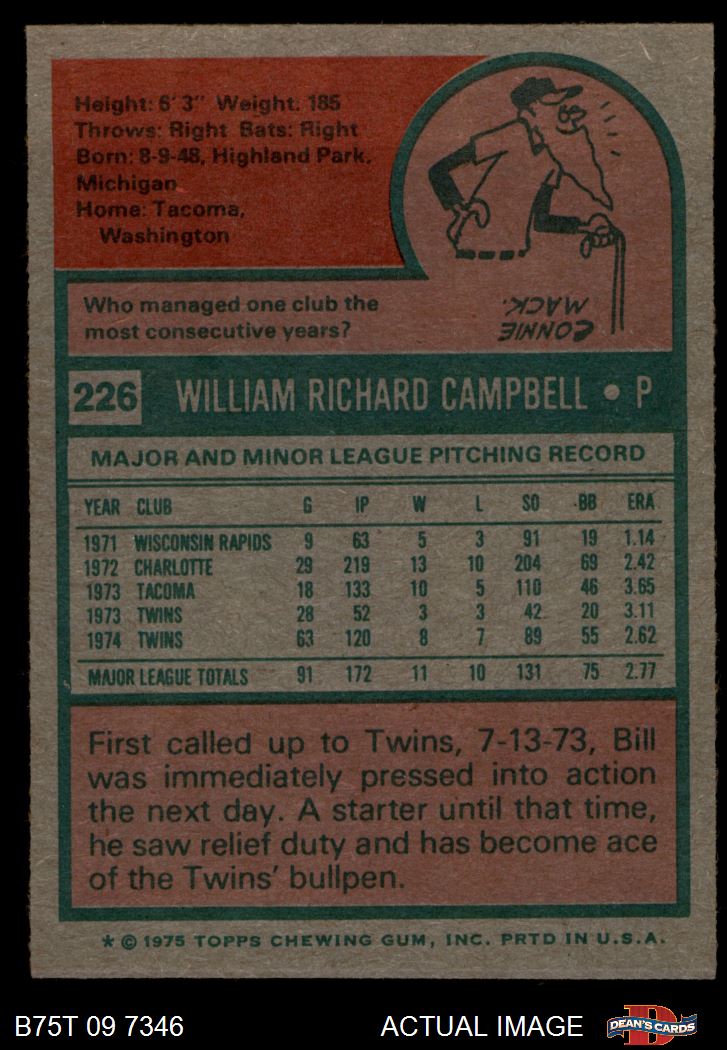 Height: 6' 3" Weight: 185
Throws: Right Bats: Right
Born: 8-9-48, Highland Park,
Michigan
Home: Tacoma,
Washington
Who managed one club the
most consecutive years?
CONNIE
MACK.
226 WILLIAM RICHARD CAMPBELL • P
MAJOR AND MINOR LEAGUE PITCHING RECORD
YEAR CLUB G IP W L SO BB ERA
1971 WISCONSIN RAPIDS 9 63 5 3 91 19 1.14
1972 CHARLOTTE 29 219 13 10 204 69 2.42
1973 TACOMA 18 133 10 5 110 46 3.65
1973 TWINS 28 52 3 3 42 20 3.11
1974 TWINS 63 120 8 7 89 55 2.62
MAJOR LEAGUE TOTALS 91 172 11 10 131 75 2.77
First called up to Twins, 7-13-73, Bill
was immediately pressed into action
the next day. A starter until that time,
he saw relief duty and has become ace
of the Twins' bullpen.
* © 1975 TOPPS CHEWING GUM, INC. PRTD IN U.S.A.
B75T 09 7346 ACTUAL IMAGE D DEAN'S CARDS